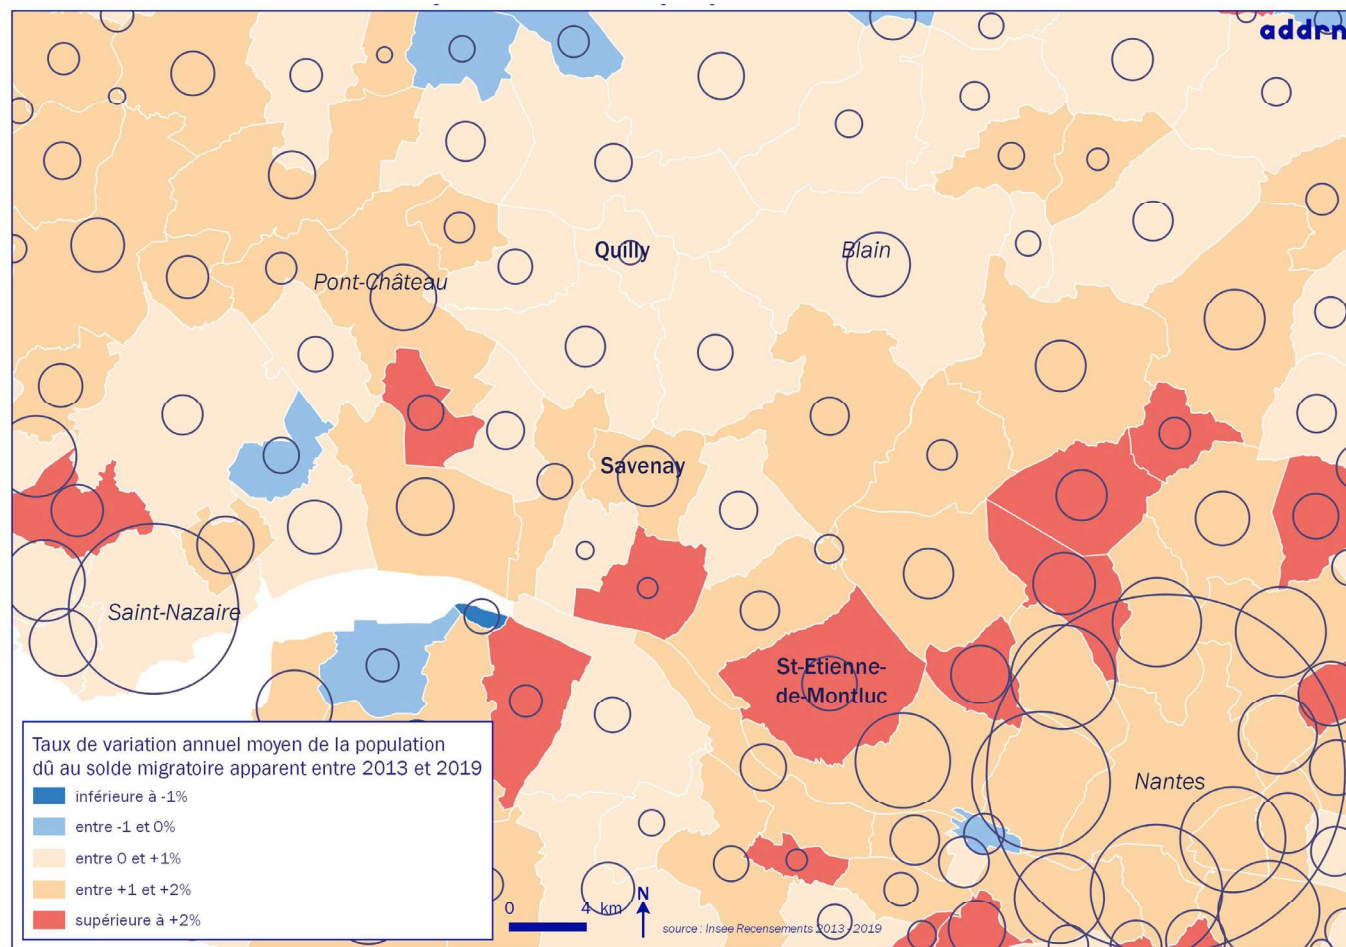 addrn
Quilly
Blain
Pont-Château
Savenay
Saint-Nazaire
St-Etienne-
de-Montluc
Nantes
Taux de variation annuel moyen de la population
dû au solde migratoire apparent entre 2013 et 2019
inférieure à -1%
entre -1 et 0%
entre 0 et +1%
entre +1 et +2%
supérieure à +2%
N
0 4 km
source : Insee Recensements 2013 - 2019